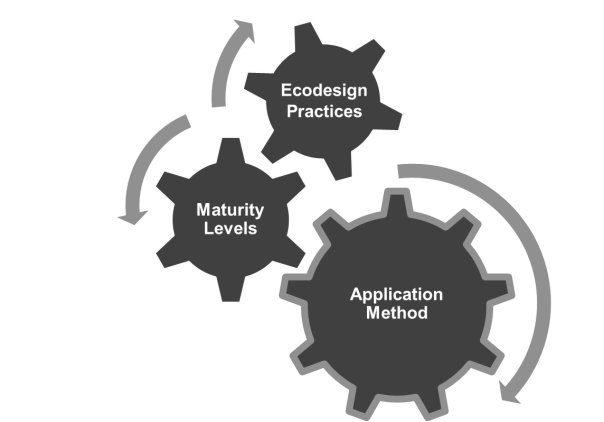 Ecodesign
Practices
Maturity
Levels
Application
Method